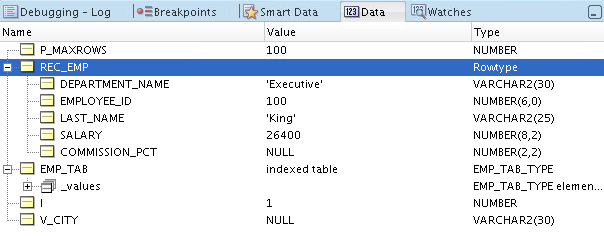 Debugging - Log Breakpoints Smart Data Data Watches
Name Value Type
P_MAXROWS 100 NUMBER
REC_EMP Rowtype
DEPARTMENT_NAME 'Executive' VARCHAR2(30)
EMPLOYEE_ID 100 NUMBER(6,0)
LAST_NAME 'King' VARCHAR2(25)
SALARY 26400 NUMBER(8,2)
COMMISSION_PCT NULL NUMBER(2,2)
EMP_TAB indexed table EMP_TAB_TYPE
_values EMP_TAB_TYPE elemen...
I 1 NUMBER
V_CITY NULL VARCHAR2(30)